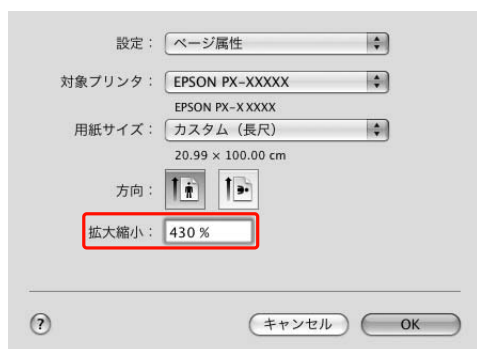 設定： ページ属性
対象プリンタ： EPSON PX-XXXXX
EPSON PX-XXXXX
用紙サイズ： カスタム（長尺）
20.99 × 100.00 cm
方向：
拡大縮小： 430 %
? キャンセル OK